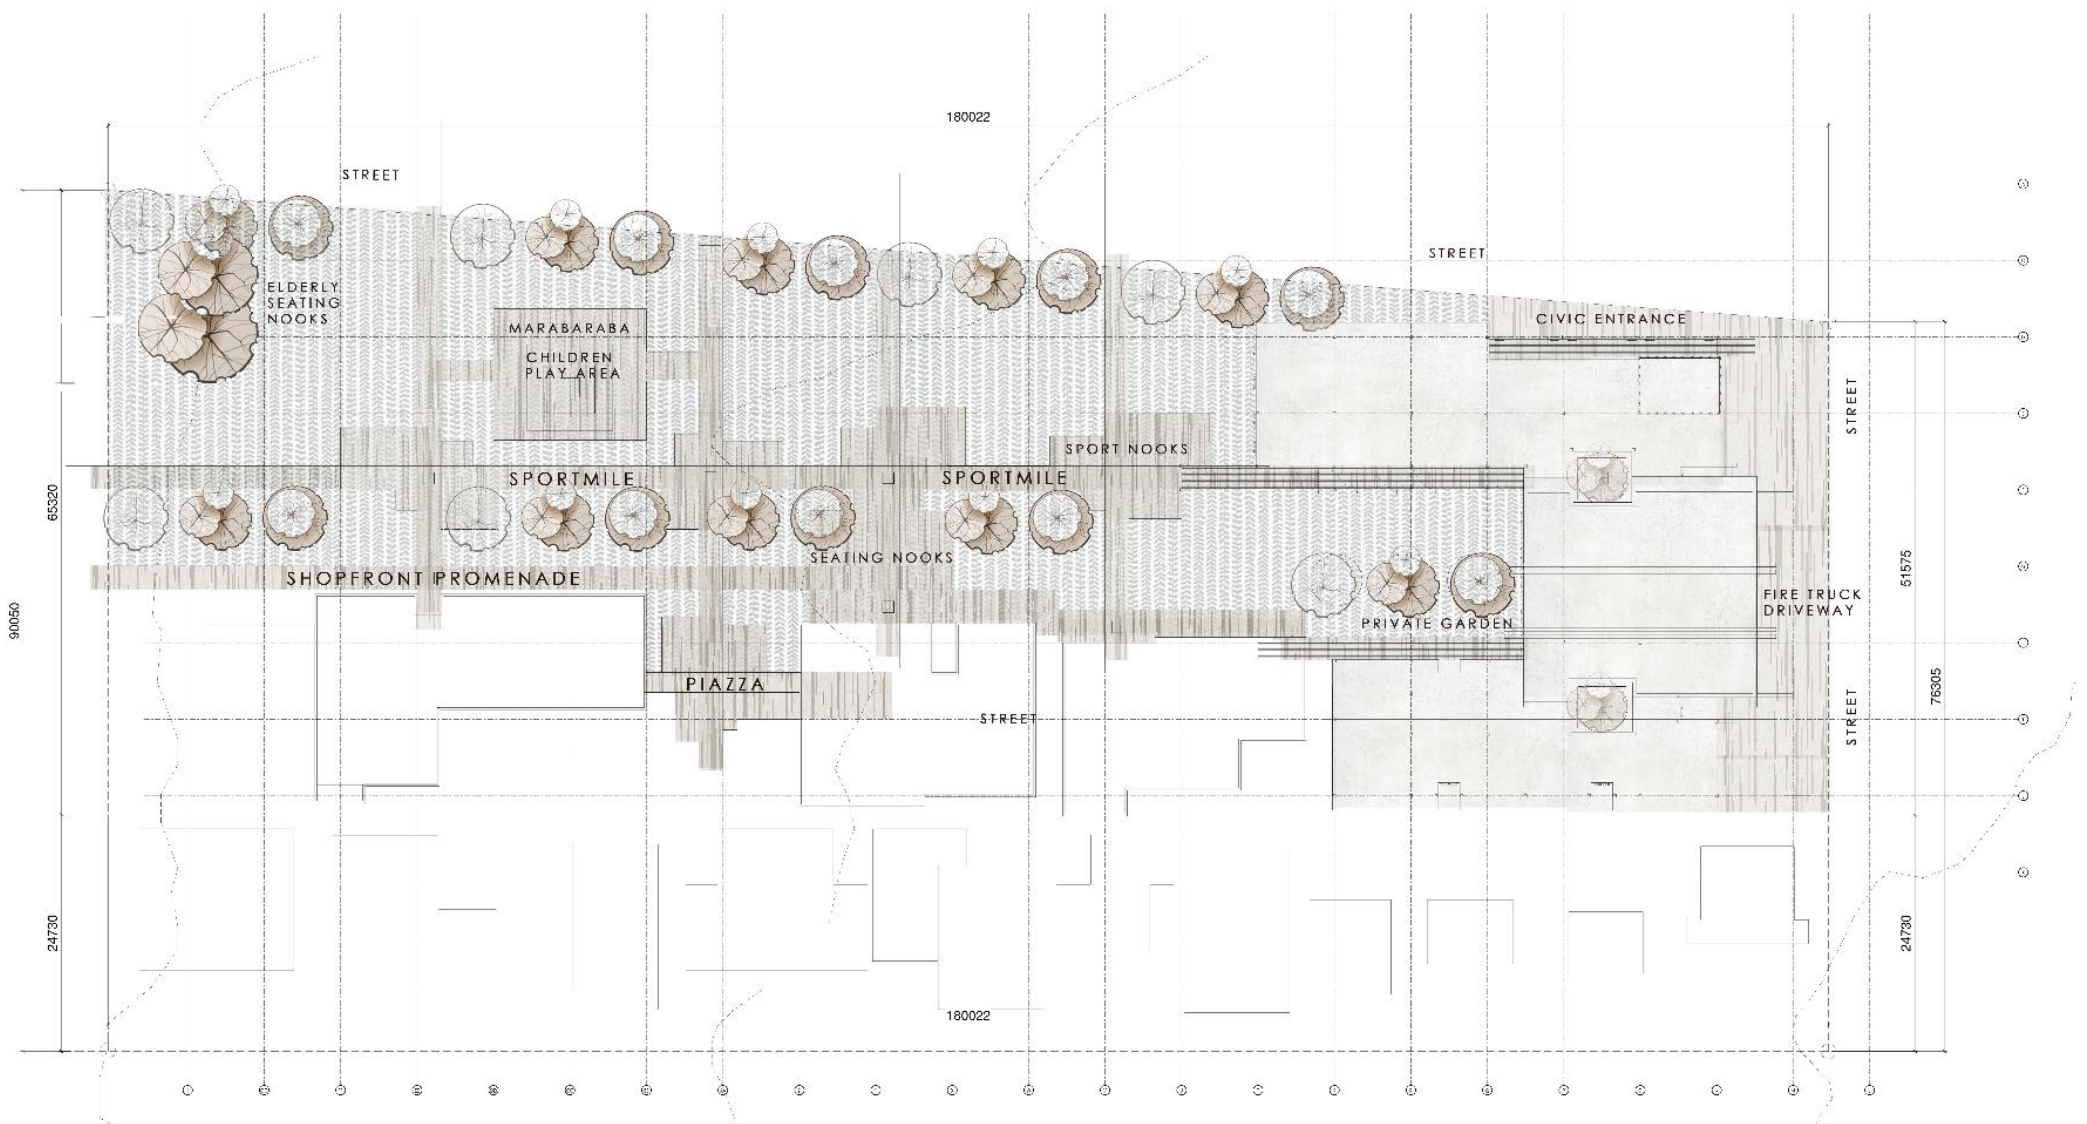 180022
STREET
STREET
ELDERLY
SEATING
NOOKS
MARABARABA
CHILDREN
PLAY AREA
CIVIC ENTRANCE
STREET
SPORT NOOKS
SPORTMILE
SPORTMILE
65320
90050
SEATING NOOKS
SHOPFRONT PROMENADE
51575
FIRE TRUCK
DRIVEWAY
PRIVATE GARDEN
PIAZZA
STREET
STREET
76305
24730
24730
180022